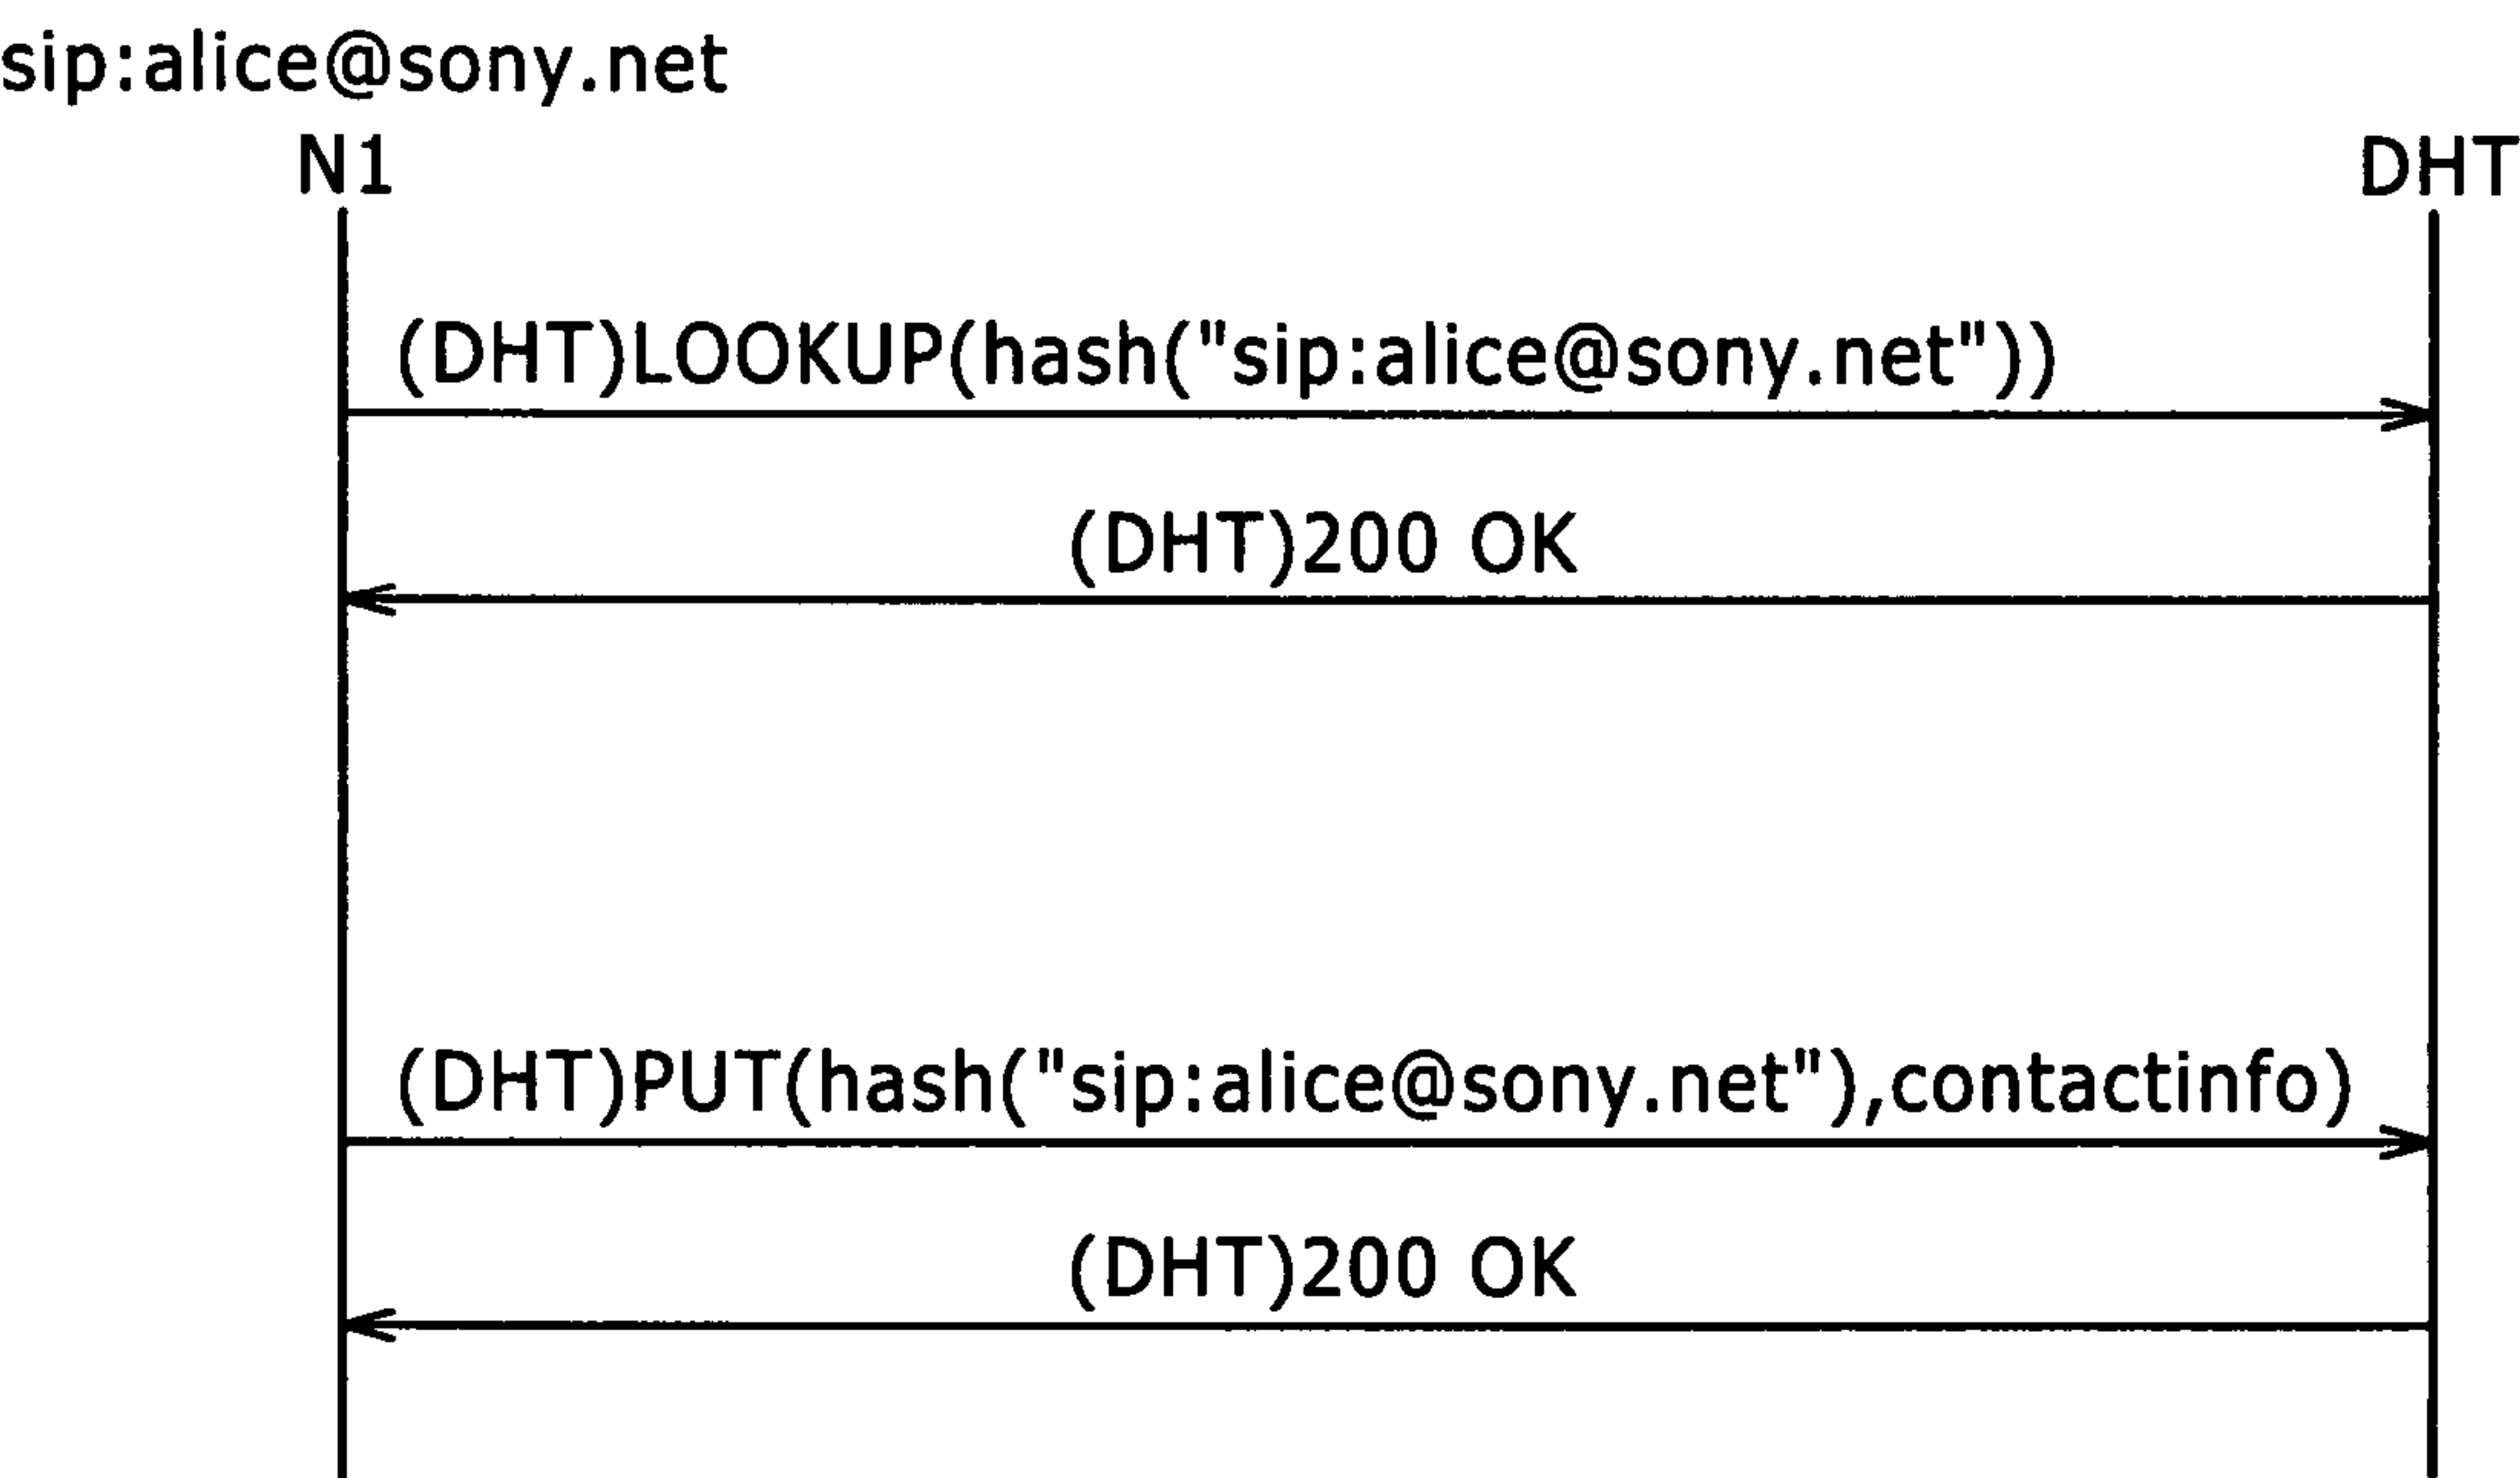 sip:alice@sony.net
N1
DHT
(DHT)LOOKUP(hash("sip:alice@sony.net"))
(DHT)200 OK
(DHT)PUT(hash("sip:alice@sony.net"),contactinfo)
(DHT)200 OK